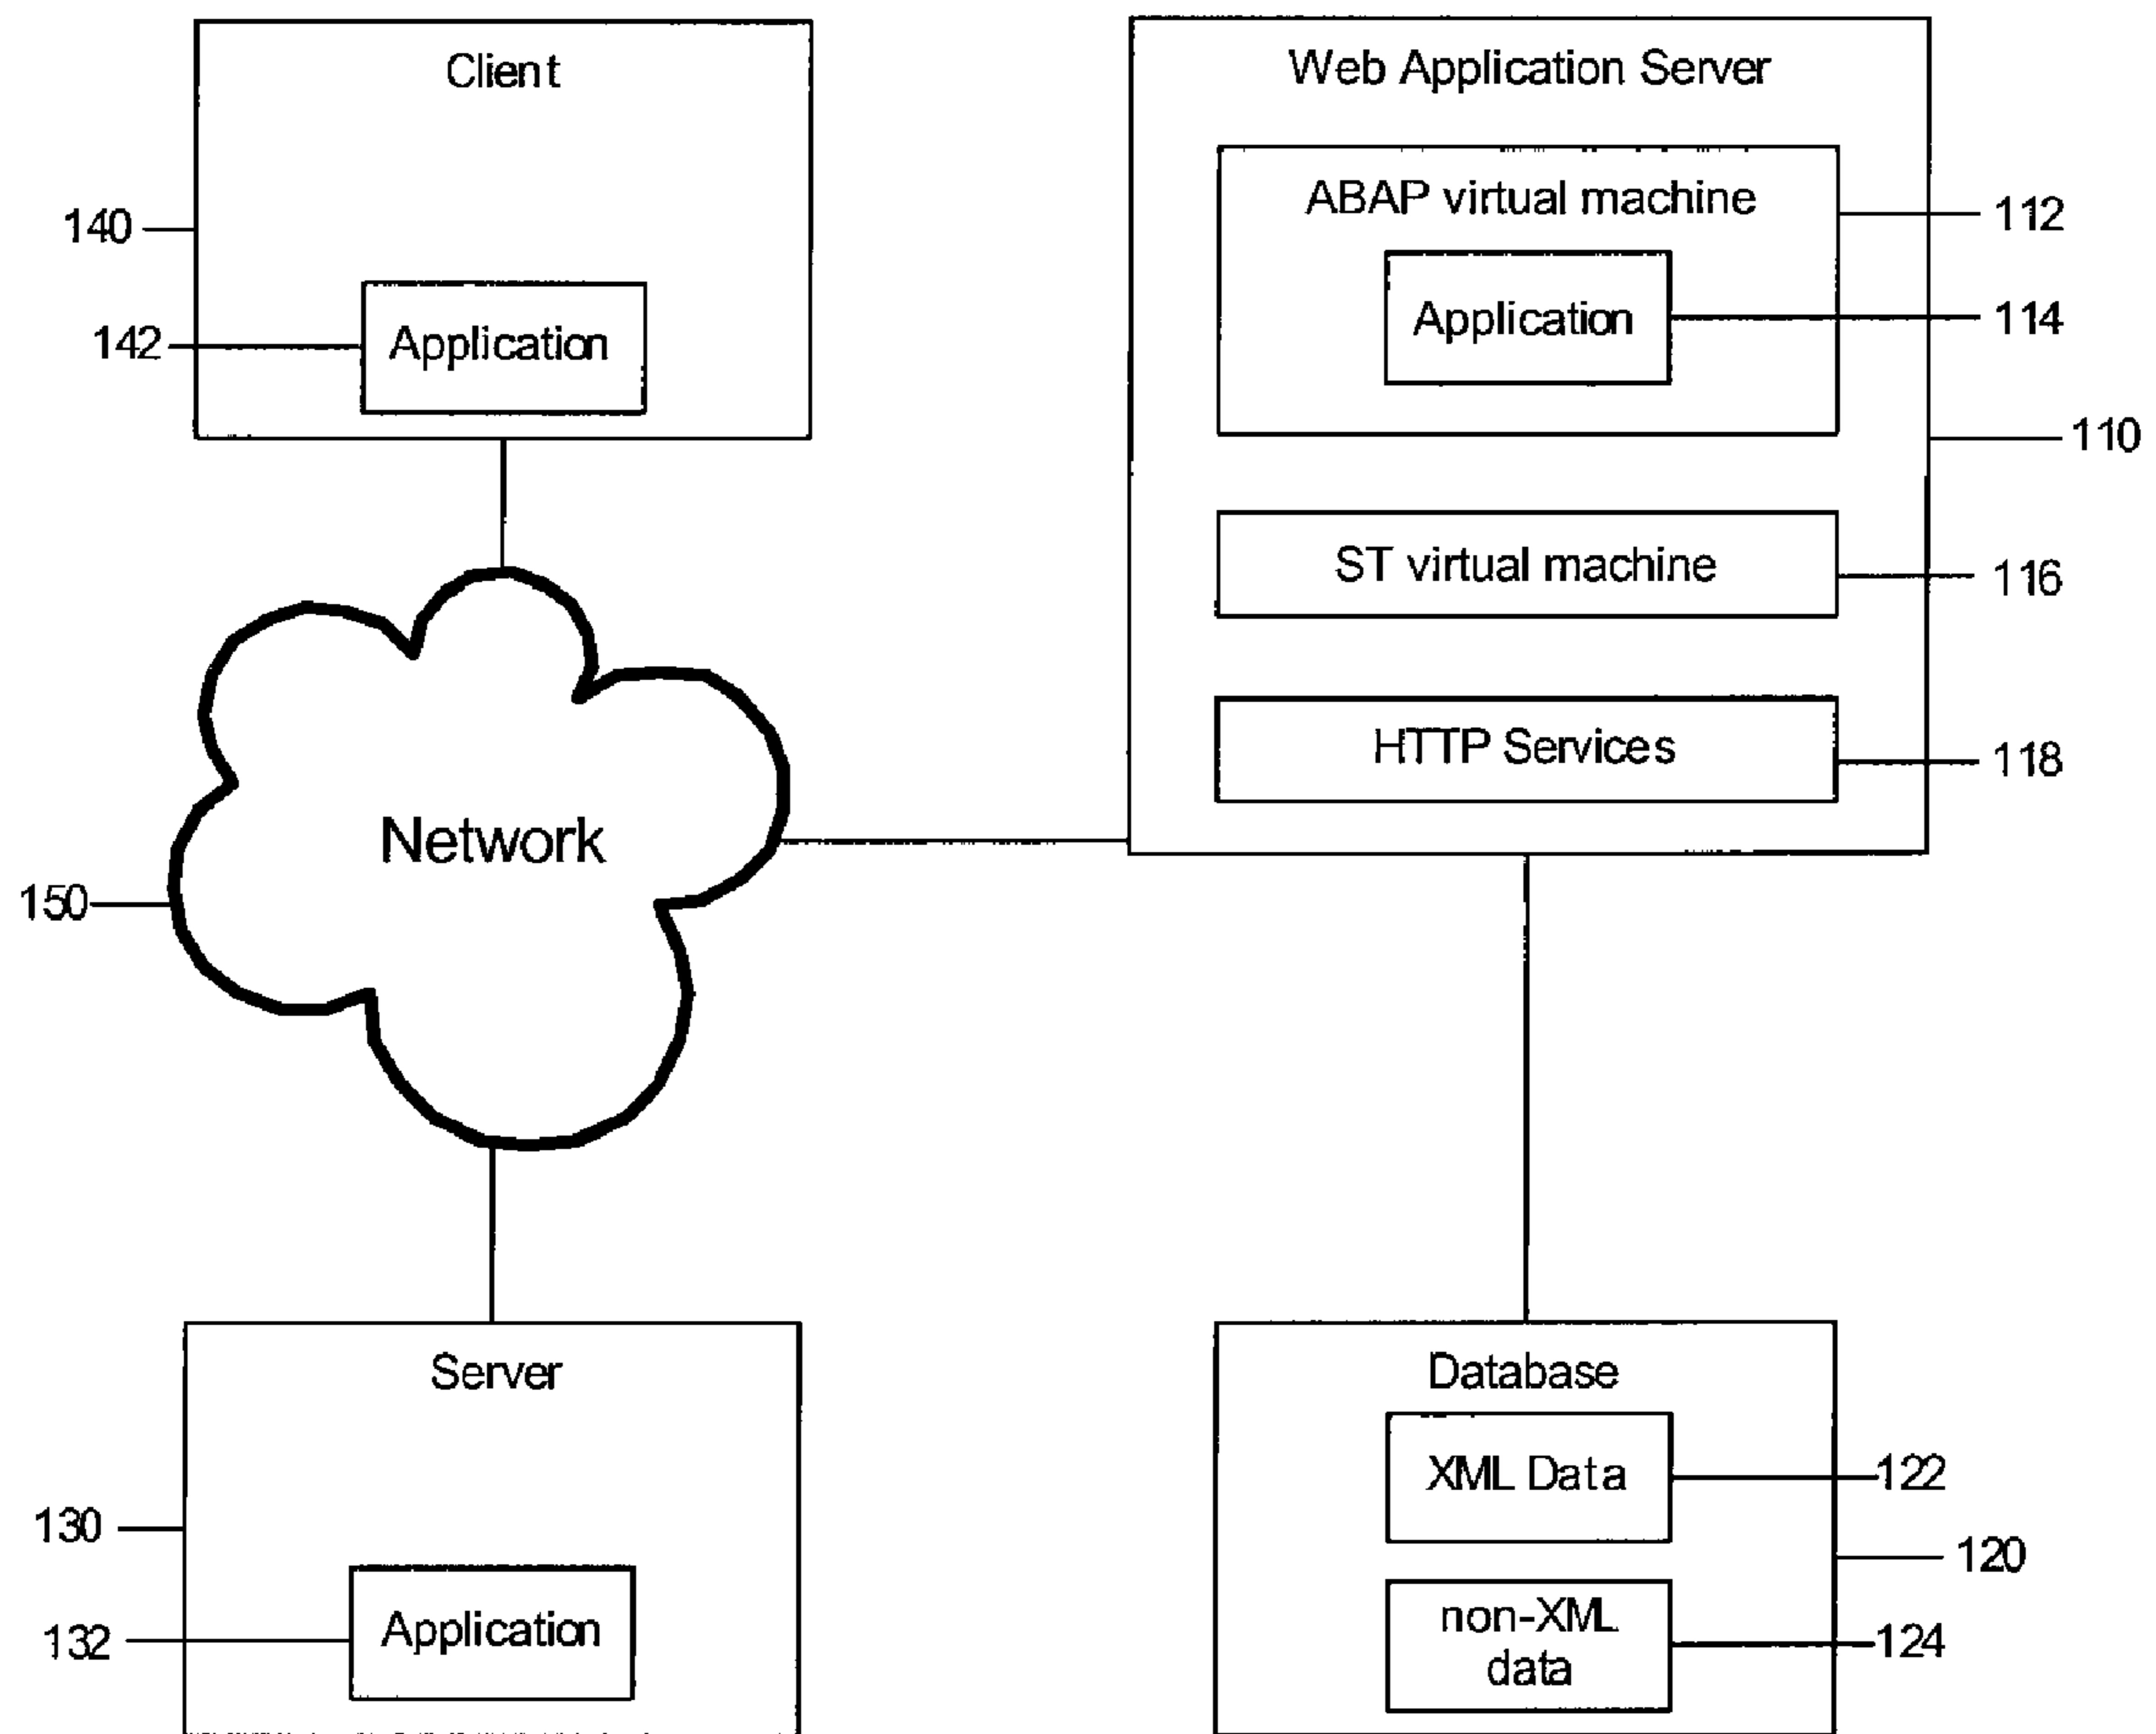 Client
140
142
Application
Web Application Server
ABAP virtual machine
112
Application
114
110
ST virtual machine
116
HTTP Services
118
Network
150
Server
130
132
Application
Database
XML Data
122
120
non-XML
data
124